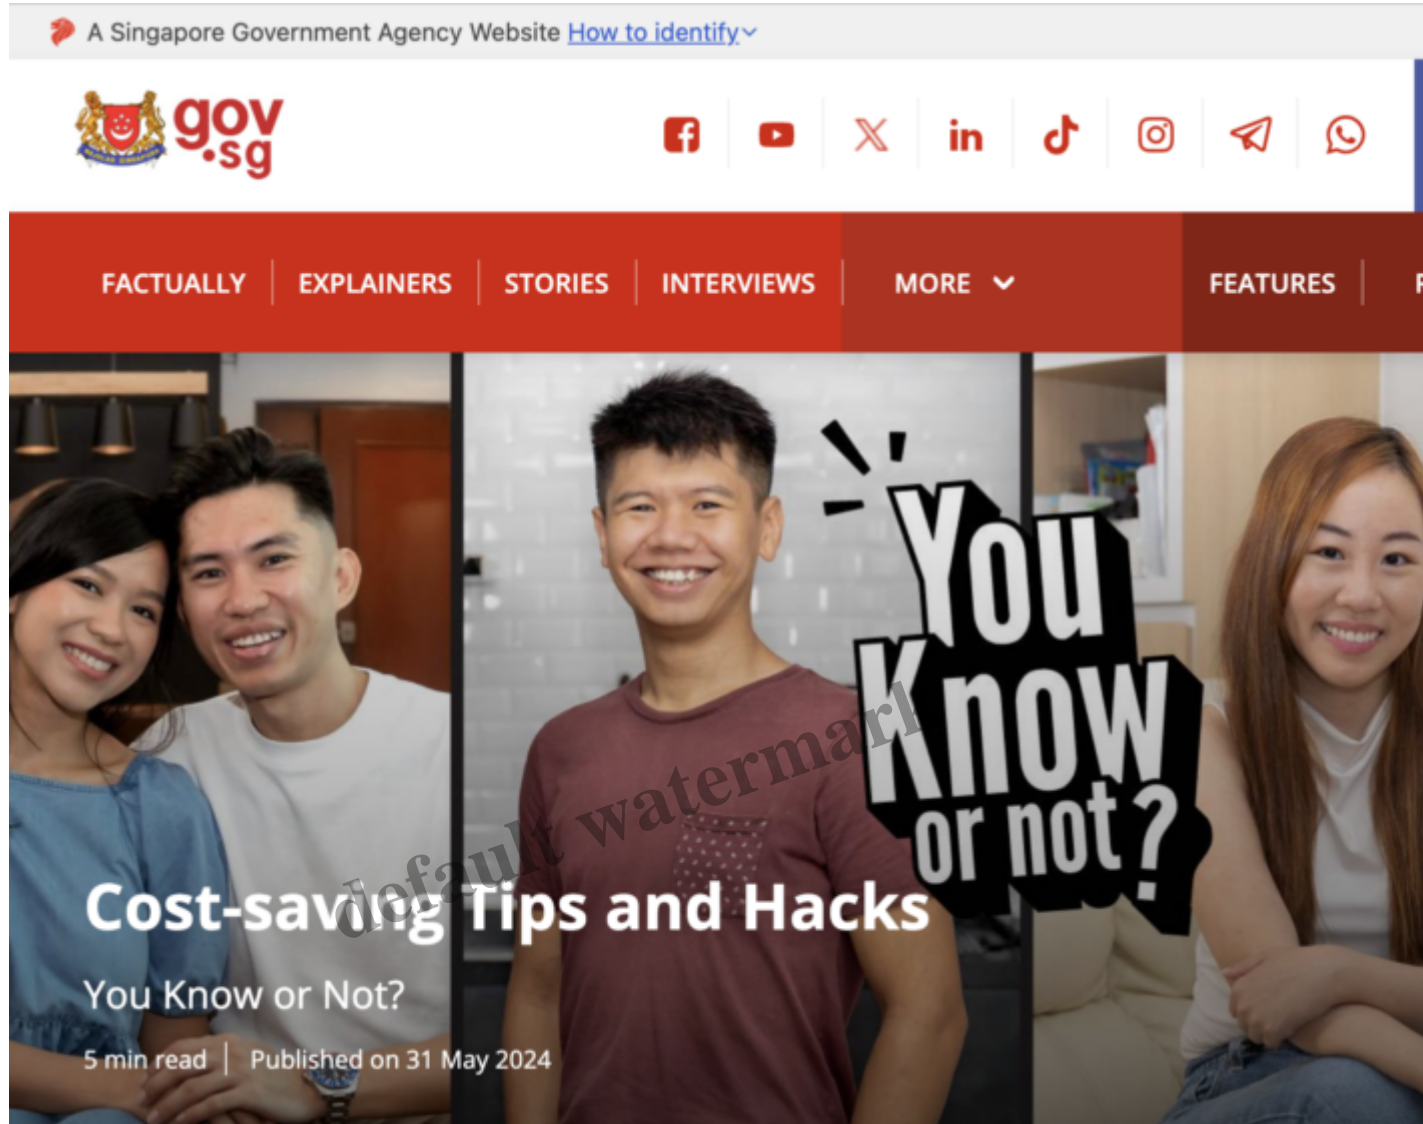 A Singapore Government Agency Website How to identify
gov
.sg
FACTUALLY EXPLAINERS STORIES INTERVIEWS MORE FEATURES
You
Know
or not?
default watermark
Cost-saving Tips and Hacks
You Know or Not?
5 min read | Published on 31 May 2024